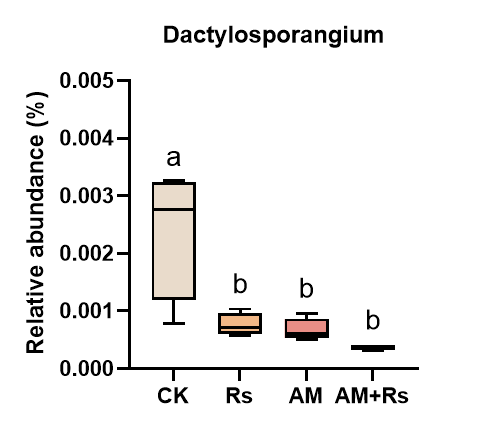 Dactylosporangium
Relative abundance (%)
0.005
0.004
0.003
0.002
0.001
0.000
a
b
b
b
CK Rs AM AM+Rs